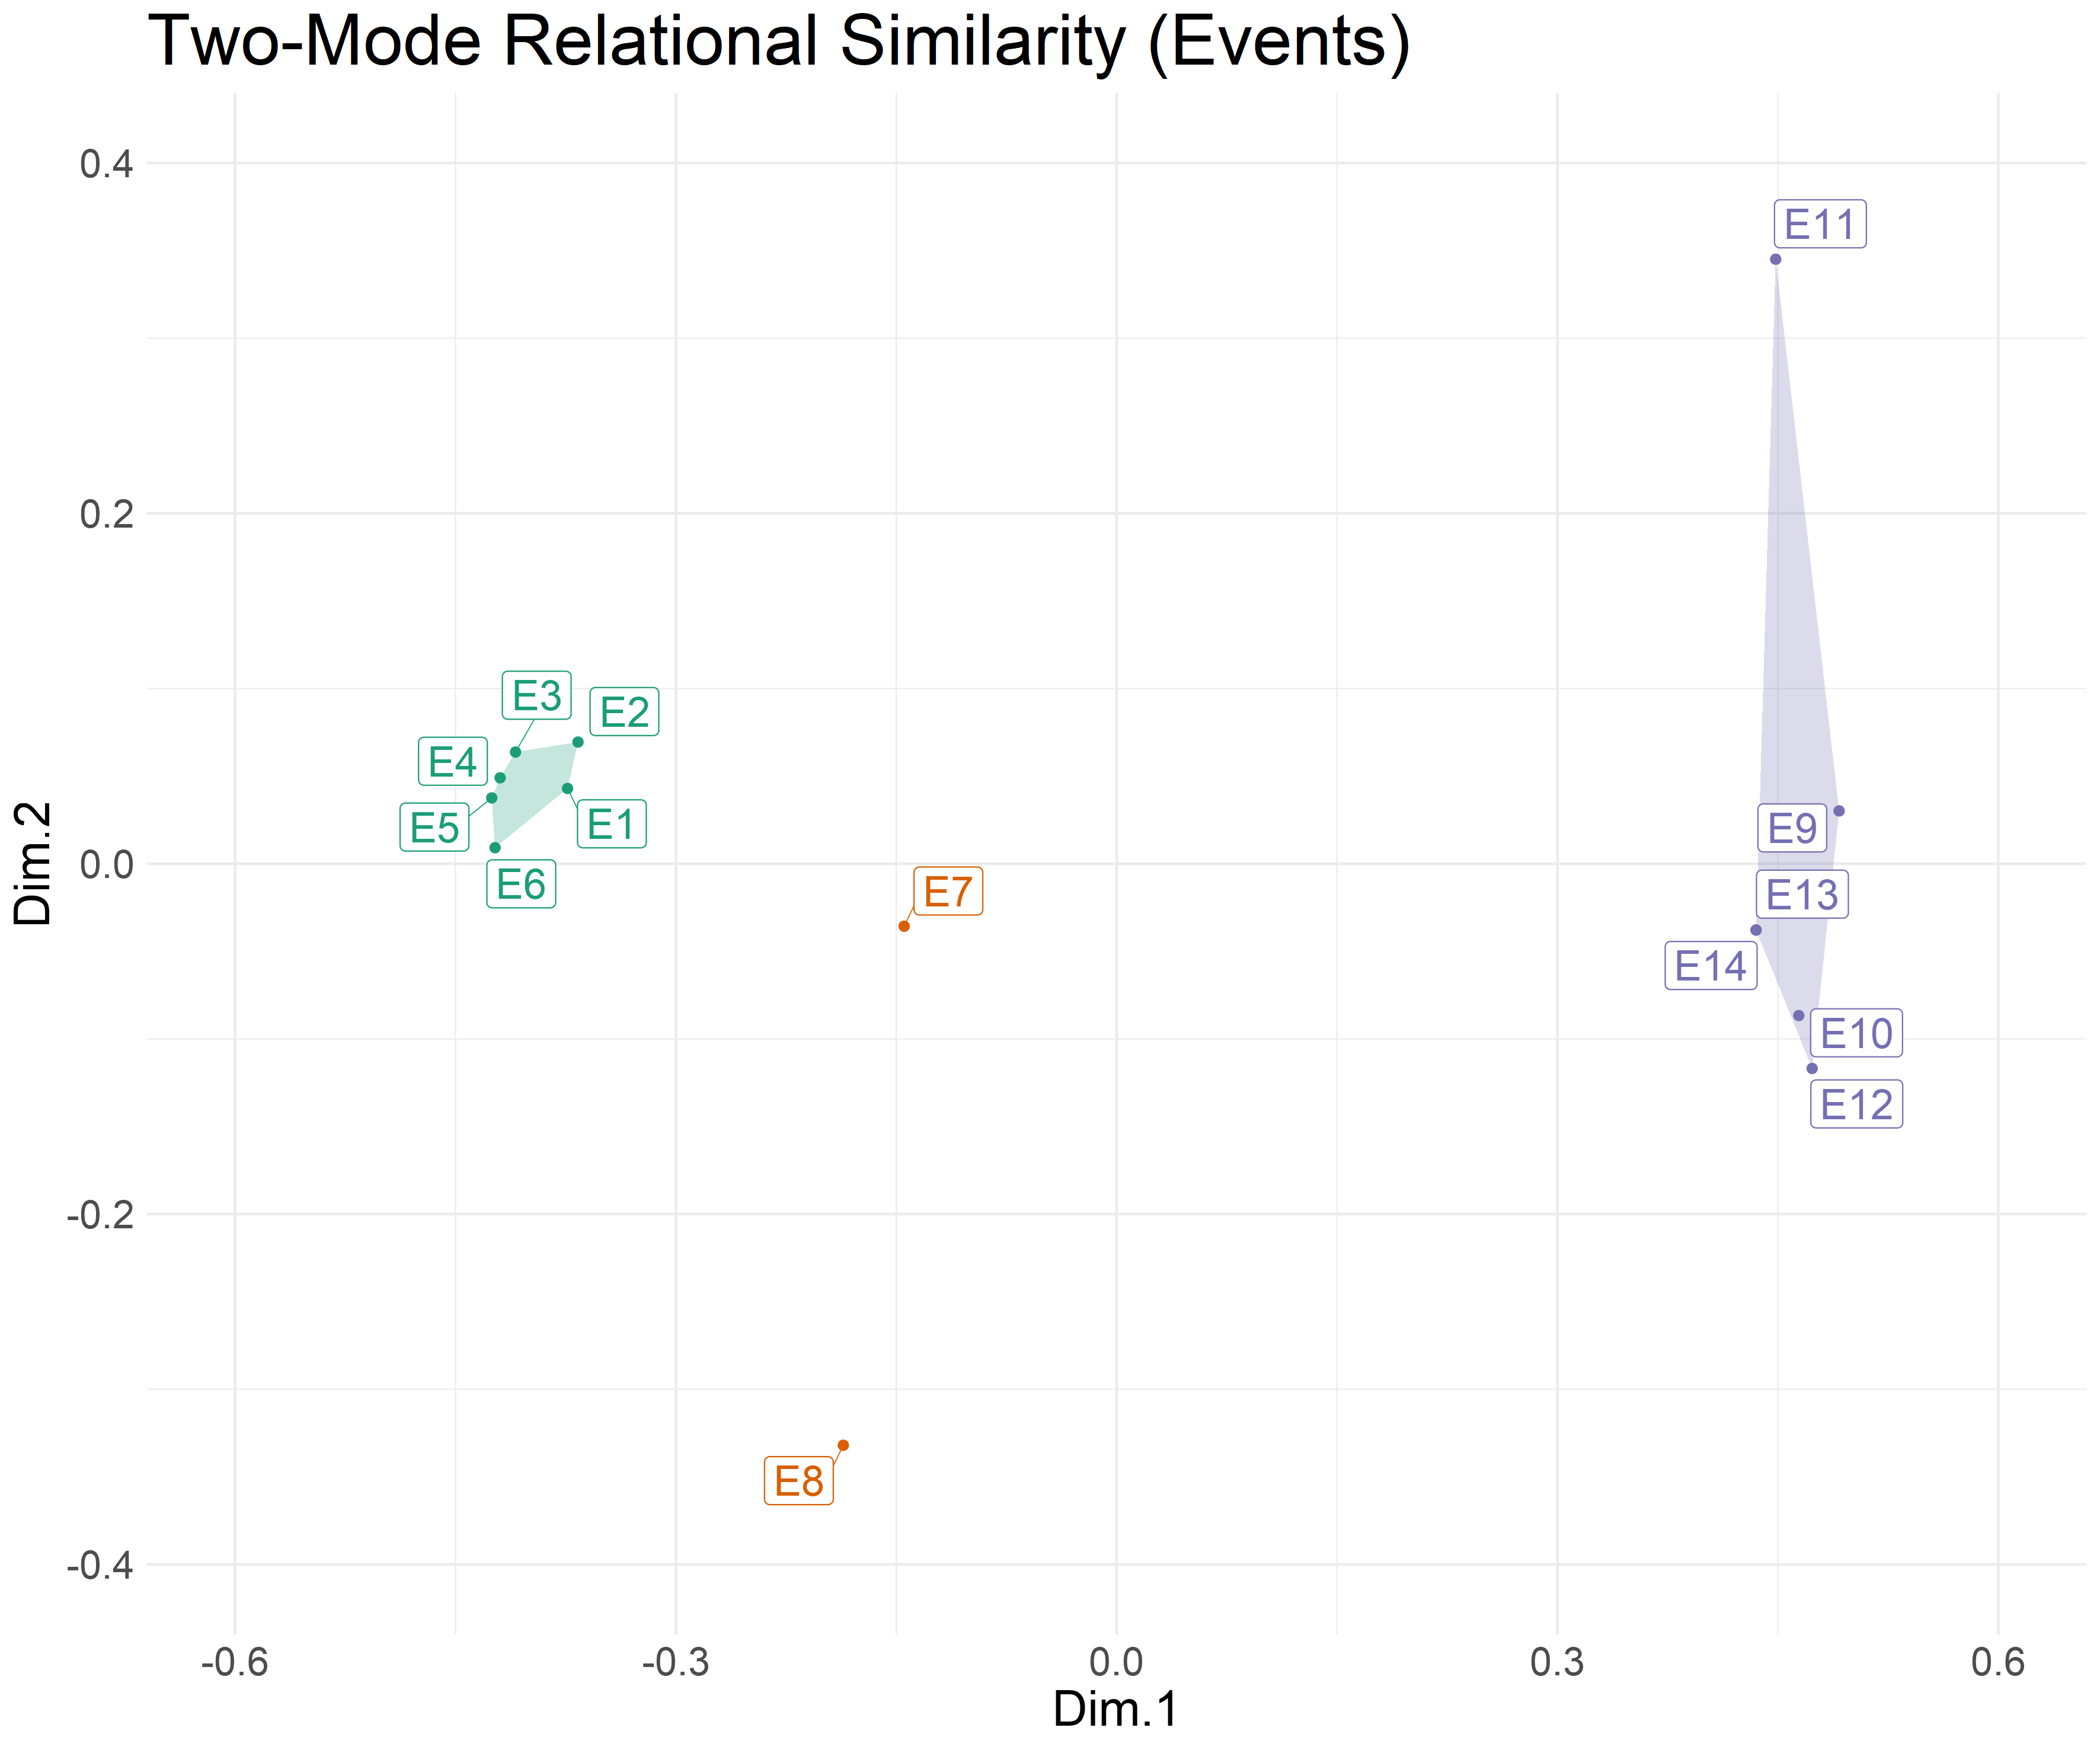 Two-Mode Relational Similarity (Events)
0.4
E11
0.2
E3
E2
E4
E5
E1
E9
0.0
E6
E7
E13
E14
E10
E12
-0.2
E8
-0.4
Dim.2
-0.6 -0.3 0.0 0.3 0.6
Dim.1